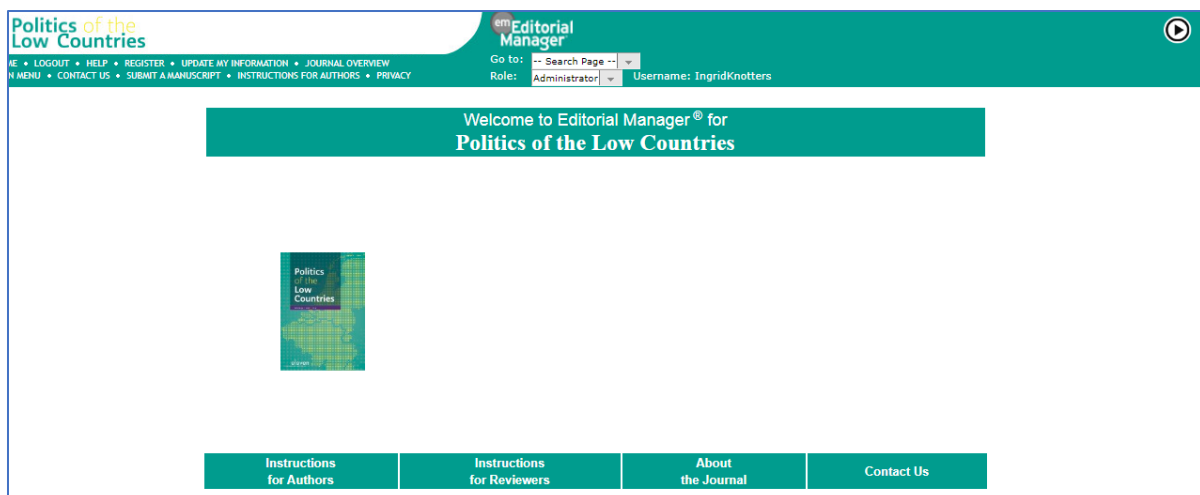 Politics of the
Low Countries
em Editorial
Manager
ME • LOGOUT • HELP • REGISTER • UPDATE MY INFORMATION • JOURNAL OVERVIEW
N MENU • CONTACT US • SUBMIT A MANUSCRIPT • INSTRUCTIONS FOR AUTHORS • PRIVACY
Go to: -- Search Page --
Role: Administrator Username: IngridKnotters
Welcome to Editorial Manager® for
Politics of the Low Countries
Politics
of the
Low
Countries
eleven
Instructions
for Authors
Instructions
for Reviewers
About
the Journal
Contact Us